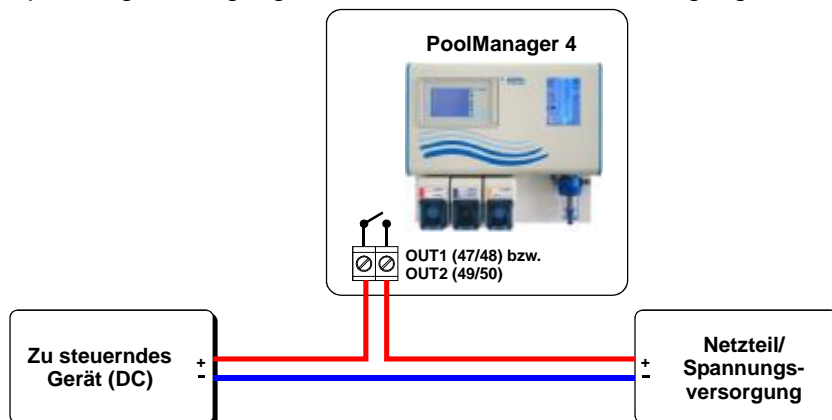 PoolManager 4
OUT1 (47/48) bzw.
OUT2 (49/50)
Zu steuerndes
Gerät (DC)
+
-
Netzteil/
Spannungs-
versorgung
+
-